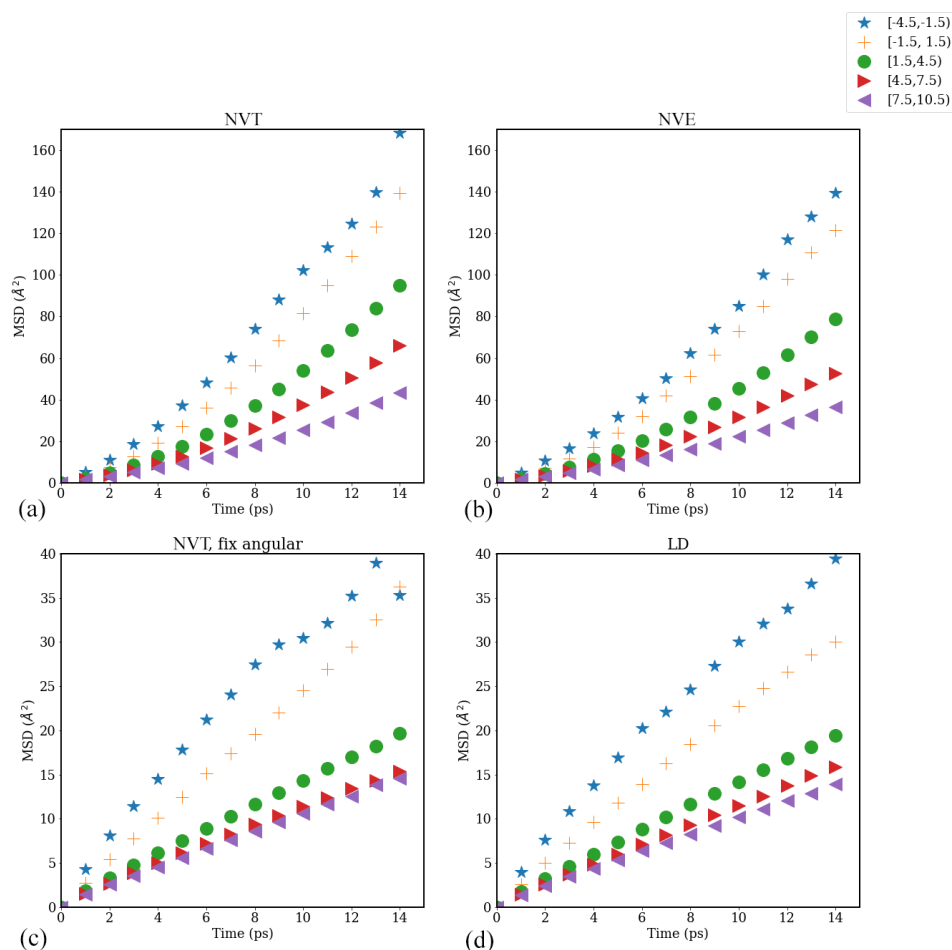 [-4.5,-1.5)
[-1.5, 1.5)
[1.5,4.5)
[4.5,7.5)
[7.5,10.5)
NVT
160
140
120
100
80
60
40
20
0
MSD (Å²)
0 2 4 6 8 10 12 14
Time (ps)
(a)
NVE
160
140
120
100
80
60
40
20
0
MSD (Å²)
0 2 4 6 8 10 12 14
Time (ps)
(b)
NVT, fix angular
40
35
30
25
20
15
10
5
0
MSD (Å²)
0 2 4 6 8 10 12 14
Time (ps)
(c)
LD
40
35
30
25
20
15
10
5
0
MSD (Å²)
0 2 4 6 8 10 12 14
Time (ps)
(d)